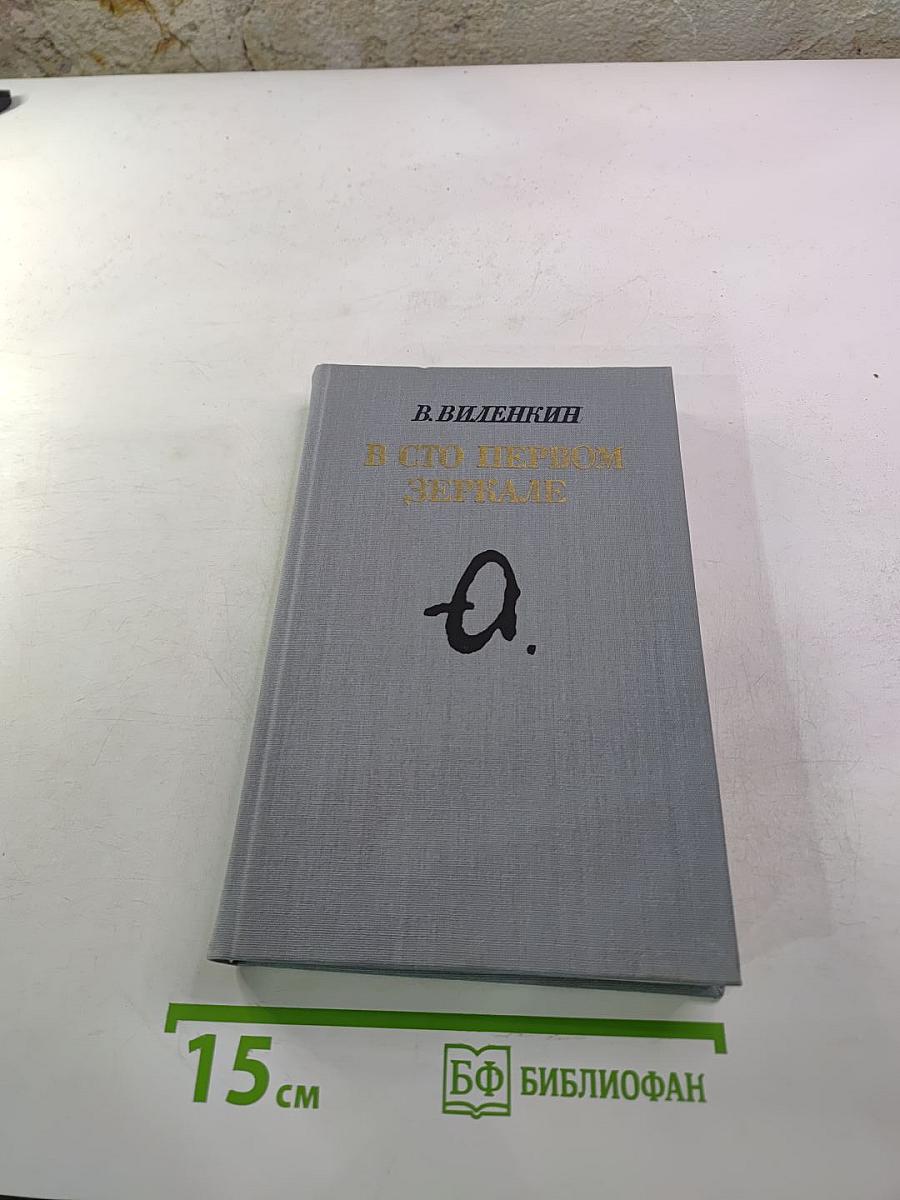 В. ВИЛЕНКИН
В СТО ПЕРВОМ
ЗЕРКАЛЕ
а.
15 см
БФ БИБЛИОФАН